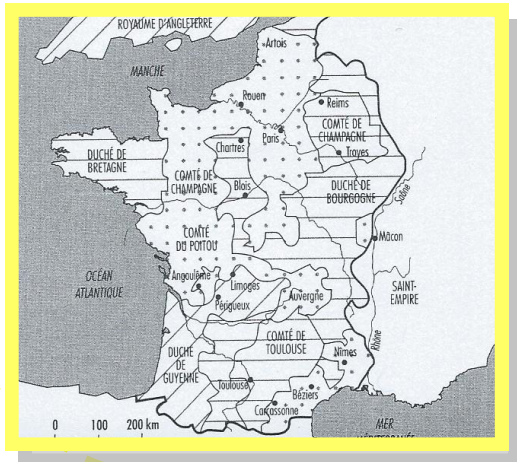 ROYAUME D'ANGLETERRE
Artois
MANCHE
Rouen
Reims
COMTÉ DE
CHAMPAGNE
Paris
Chartres
Troyes
DUCHÉ DE
BRETAGNE
COMTÉ DE
CHAMPAGNE
Blois
DUCHÉ DE
BOURGOGNE
Saône
COMTÉ
DU POITOU
Mâcon
OCÉAN
ATLANTIQUE
Angoulême
Limoges
Périgueux
Auvergne
SAINT-
EMPIRE
COMTÉ DE
TOULOUSE
Rhône
DUCHÉ
DE
GUYENNE
Nîmes
Toulouse
Béziers
Carcassonne
0 100 200 km
MER
MÉDITERRANÉE